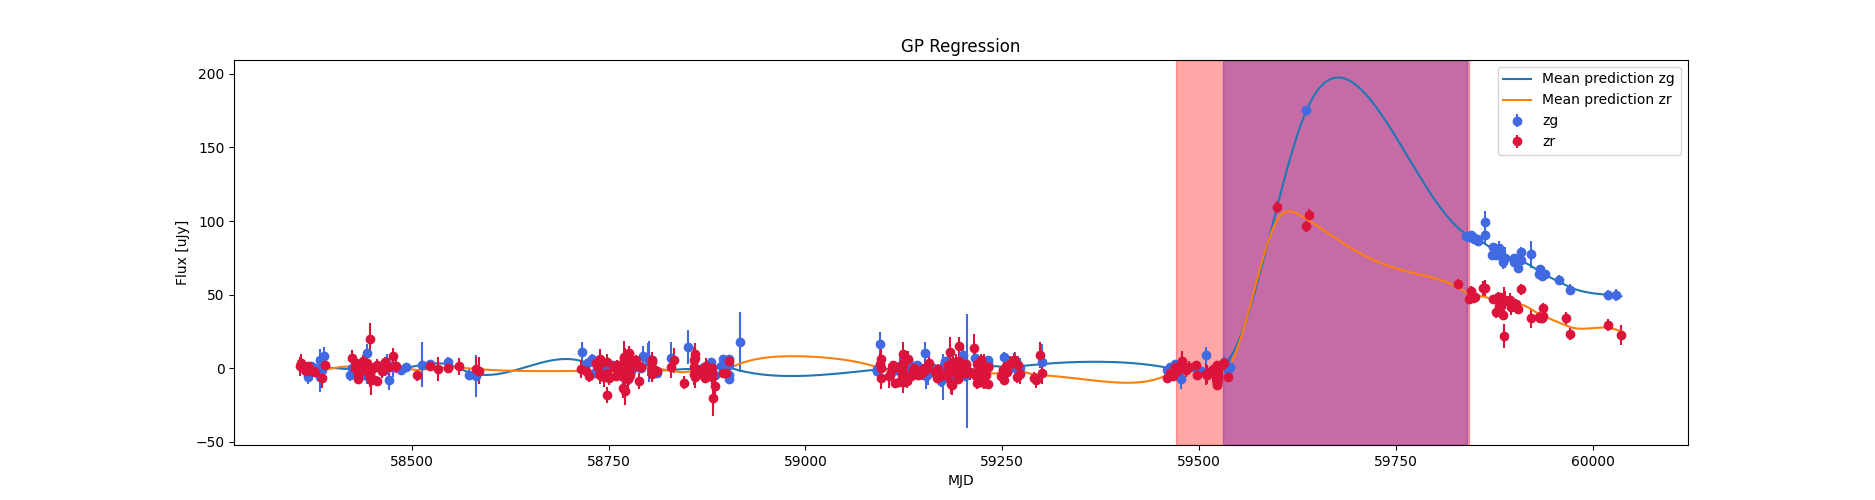 GP Regression
200
150
100
50
0
−50
Flux [uJy]
58500
58750
59000
59250
59500
59750
60000
MJD
Mean prediction zg
Mean prediction zr
zg
zr